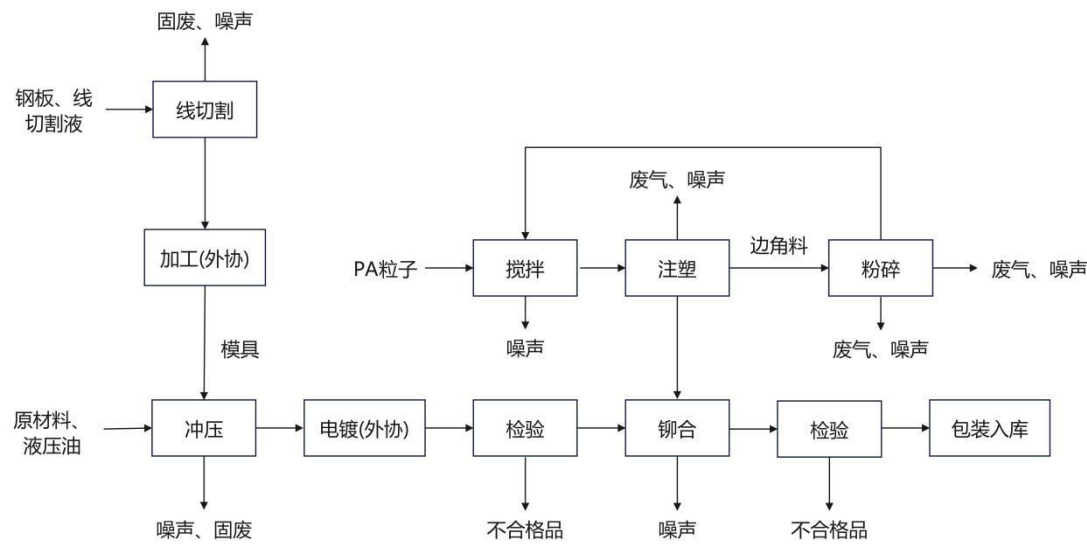 固废、噪声
钢板、线
切割液
线切割
废气、噪声
加工(外协)
PA粒子
搅拌
注塑
边角料
粉碎
废气、噪声
噪声
废气、噪声
模具
原材料、
液压油
冲压
电镀(外协)
检验
铆合
检验
包装入库
噪声、固废
不合格品
噪声
不合格品